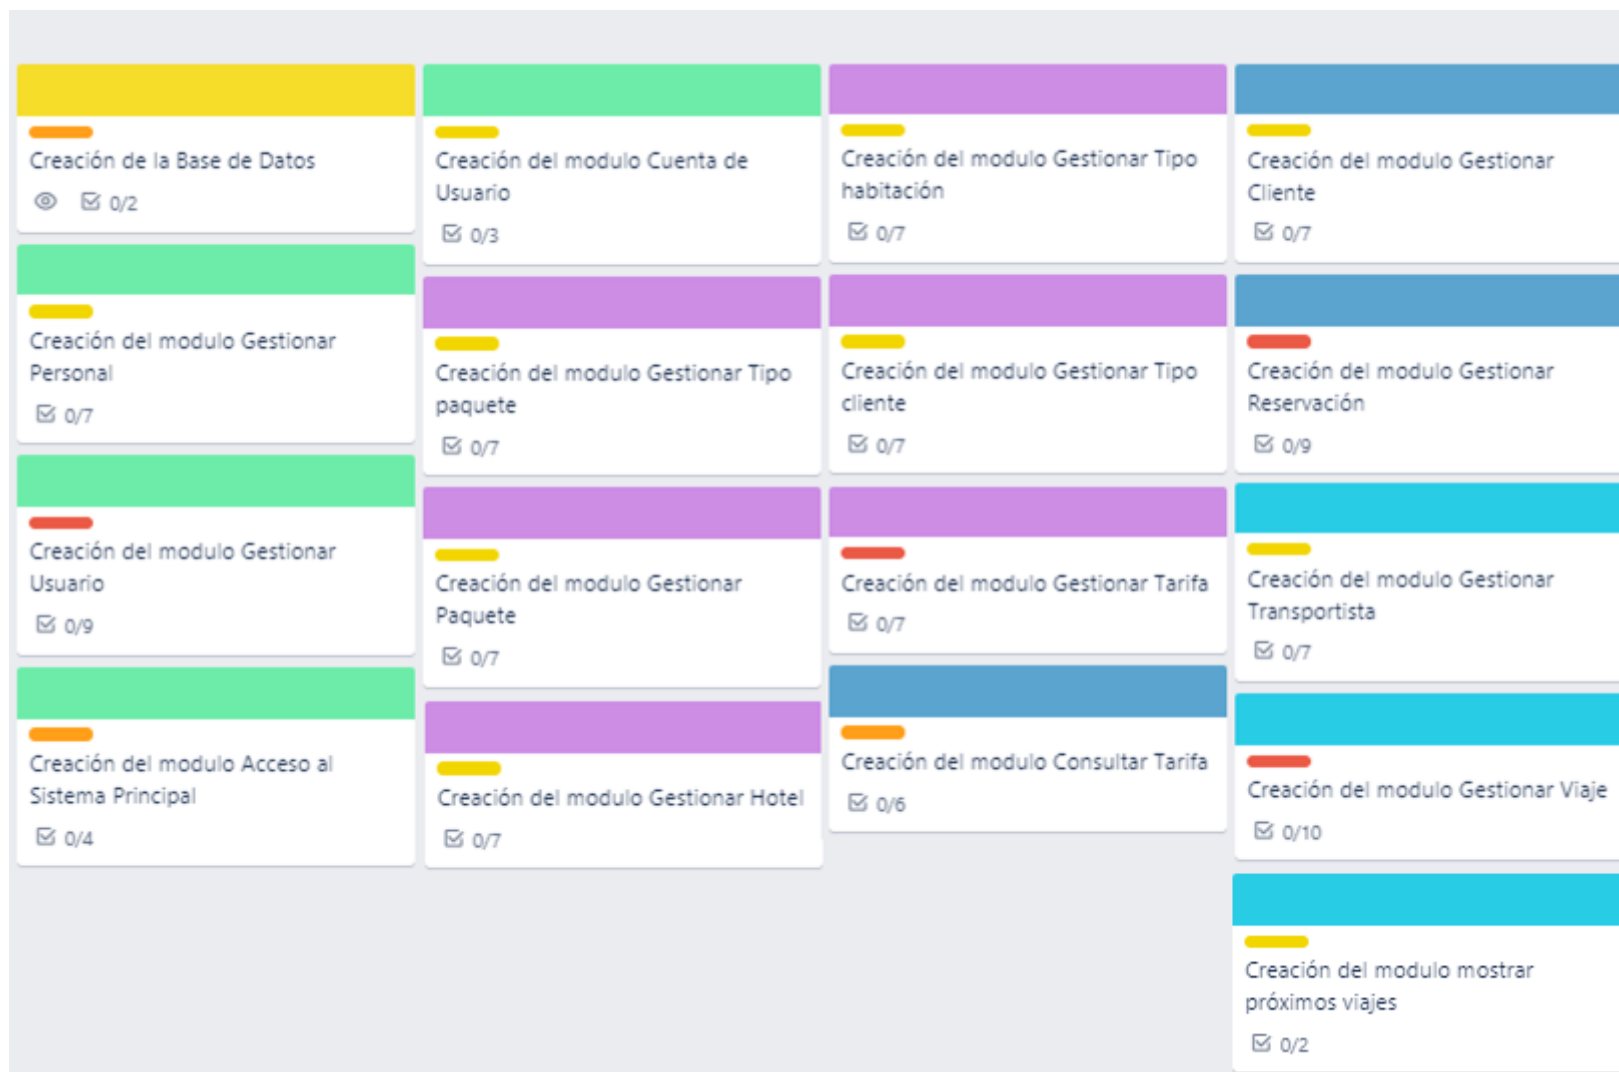 Creación de la Base de Datos
0/2
Creación del modulo Gestionar
Personal
0/7
Creación del modulo Gestionar
Usuario
0/9
Creación del modulo Acceso al
Sistema Principal
0/4
Creación del modulo Cuenta de
Usuario
0/3
Creación del modulo Gestionar Tipo
paquete
0/7
Creación del modulo Gestionar
Paquete
0/7
Creación del modulo Gestionar Hotel
0/7
Creación del modulo Gestionar Tipo
habitación
0/7
Creación del modulo Gestionar Tipo
cliente
0/7
Creación del modulo Gestionar Tarifa
0/7
Creación del modulo Consultar Tarifa
0/6
Creación del modulo Gestionar
Cliente
0/7
Creación del modulo Gestionar
Reservación
0/9
Creación del modulo Gestionar
Transportista
0/7
Creación del modulo Gestionar Viaje
0/10
Creación del modulo mostrar
próximos viajes
0/2